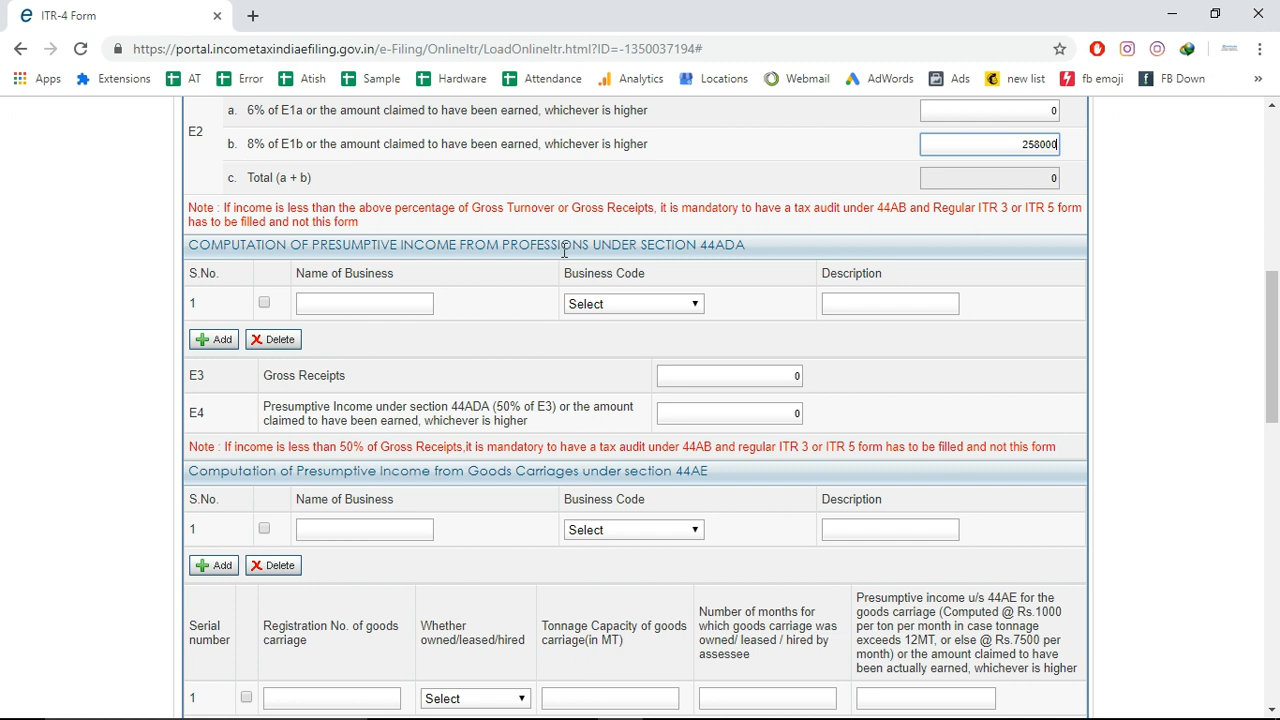 ITR-4 Form
https://portal.incometaxindiaefiling.gov.in/e-Filing/OnlineItr/LoadOnlineItr.html?ID=-1350037194#
Apps Extensions AT Error Atish Sample Hardware Attendance Analytics Locations Webmail AdWords Ads new list fb emoji FB Down »
a. 6% of E1a or the amount claimed to have been earned, whichever is higher 0
E2
b. 8% of E1b or the amount claimed to have been earned, whichever is higher 258000
c. Total (a + b) 0
Note : If income is less than the above percentage of Gross Turnover or Gross Receipts, it is mandatory to have a tax audit under 44AB and Regular ITR 3 or ITR 5 form
has to be filled and not this form
COMPUTATION OF PRESUMPTIVE INCOME FROM PROFESSIONS UNDER SECTION 44ADA
S.No. Name of Business Business Code Description
1 Select
Add Delete
E3 Gross Receipts 0
E4 Presumptive Income under section 44ADA (50% of E3) or the amount
claimed to have been earned, whichever is higher 0
Note : If income is less than 50% of Gross Receipts,it is mandatory to have a tax audit under 44AB and regular ITR 3 or ITR 5 form has to be filled and not this form
Computation of Presumptive Income from Goods Carriages under section 44AE
S.No. Name of Business Business Code Description
1 Select
Add Delete
Serial
number
Registration No. of goods
carriage
Whether
owned/leased/hired
Tonnage Capacity of goods
carriage(in MT)
Number of months for
which goods carriage was
owned/ leased / hired by
assessee
Presumptive income u/s 44AE for the
goods carriage (Computed @ Rs.1000
per ton per month in case tonnage
exceeds 12MT, or else @ Rs.7500 per
month) or the amount claimed to have
been actually earned, whichever is higher
1 Select